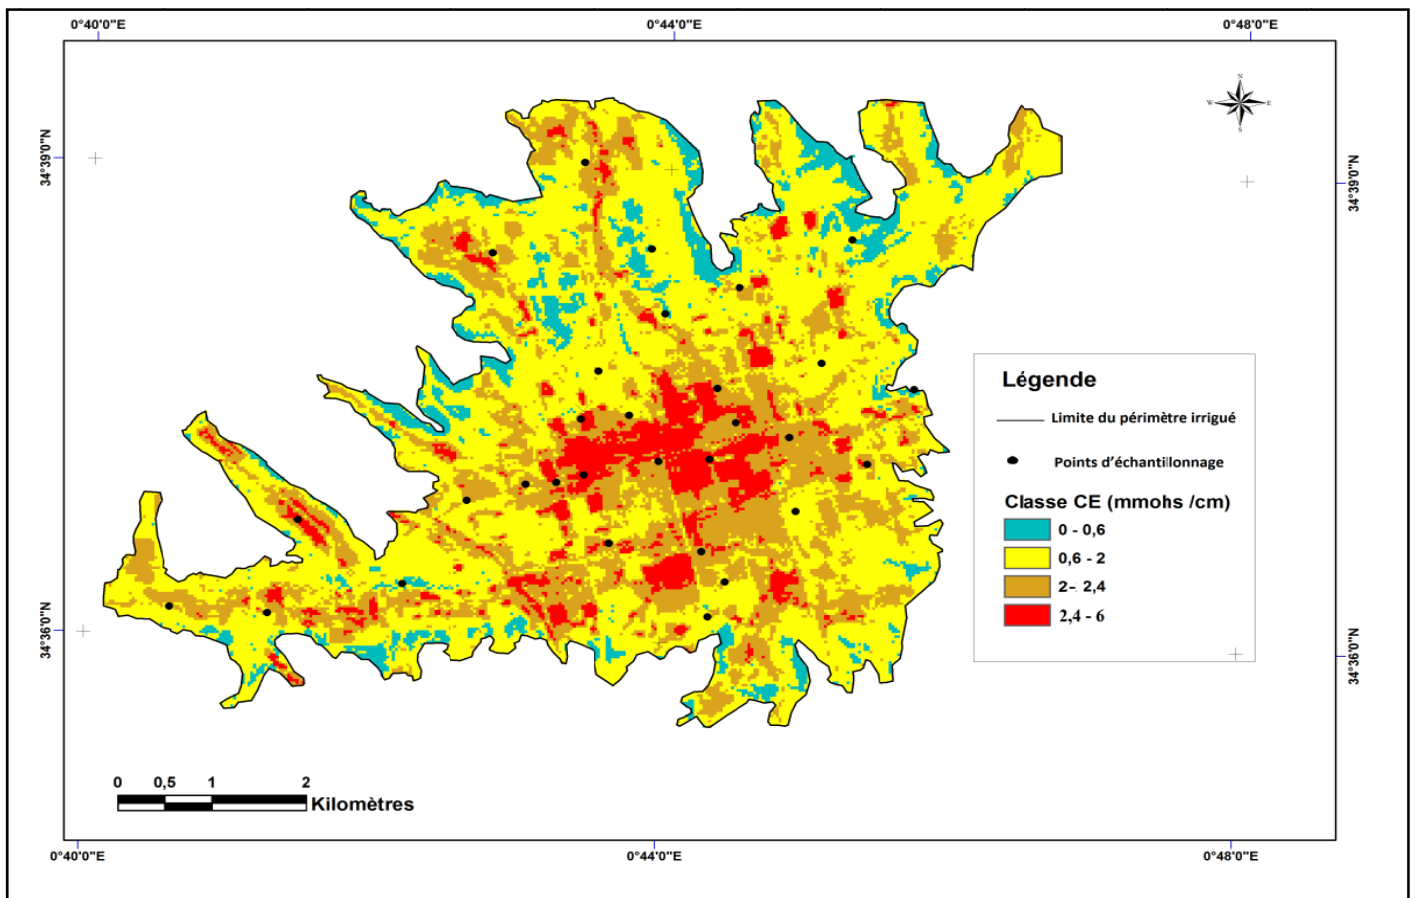 0°40'0"E 0°44'0"E 0°48'0"E
N
W E
S
34°39'0"N
34°39'0"N
Légende
Limite du périmètre irrigué
Points d'échantillonnage
Classe CE (mmohs /cm)
0 - 0,6
0,6 - 2
2- 2,4
2,4 - 6
34°36'0"N
34°36'0"N
0 0,5 1 2
Kilomètres
0°40'0"E 0°44'0"E 0°48'0"E